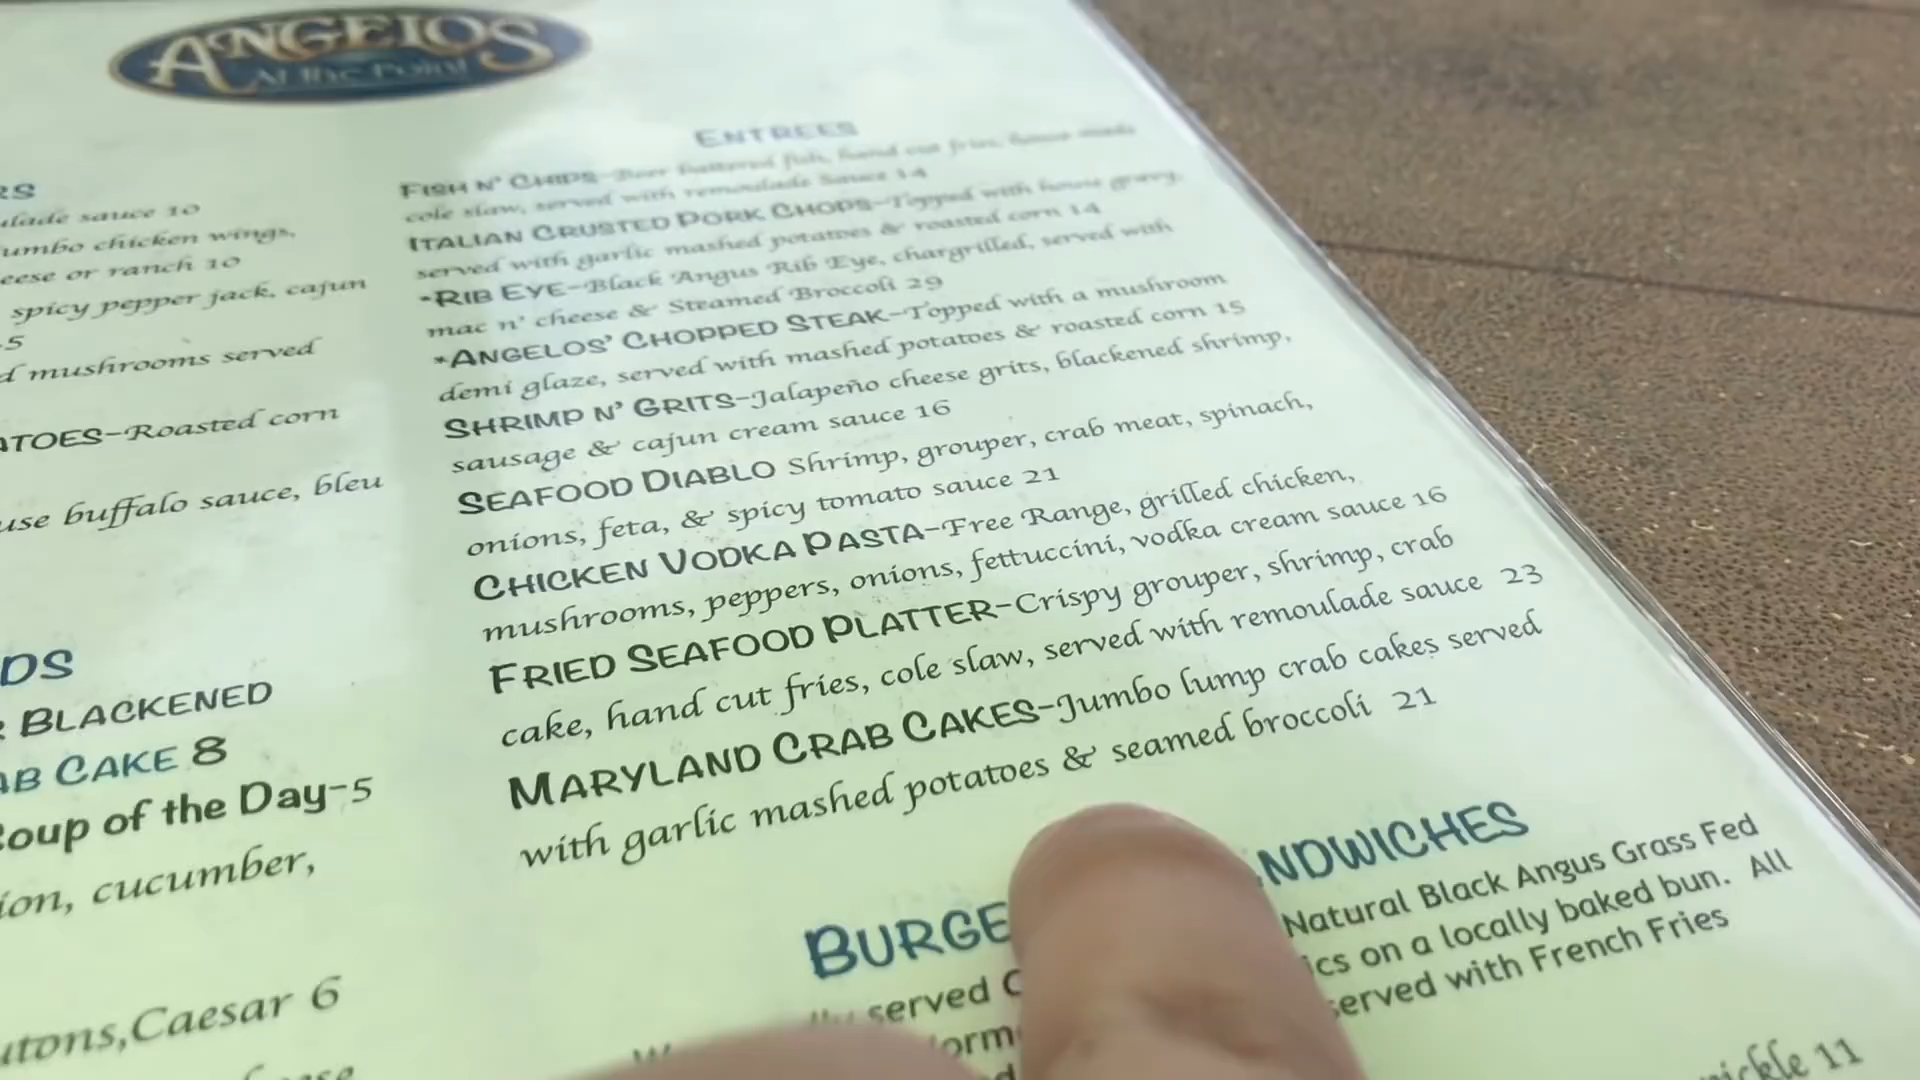 ANGELOS
At the Point
RS
ulade sauce 10
umbo chicken wings,
eese or ranch 10
spicy pepper jack, cajun
5
d mushrooms served
ATOES-Roasted corn
use buffalo sauce, bleu
DS
BLACKENED
AB CAKE 8
Soup of the Day-5
ion, cucumber,
utons, Caesar 6
ENTREES
FISH N' CHIPS-Beer battered fish, hand cut fries, house made
cole slaw, served with remoulade sauce 14
ITALIAN CRUSTED PORK CHOPS-Topped with house gravy,
served with garlic mashed potatoes & roasted corn 14
*RIB EYE-Black Angus Rib Eye, chargrilled, served with
mac n' cheese & Steamed Broccoli 29
*ANGELOS' CHOPPED STEAK-Topped with a mushroom
demi glaze, served with mashed potatoes & roasted corn 15
SHRIMP N' GRITS-Jalapeño cheese grits, blackened shrimp,
sausage & cajun cream sauce 16
SEAFOOD DIABLO Shrimp, grouper, crab meat, spinach,
onions, feta, & spicy tomato sauce 21
CHICKEN VODKA PASTA-Free Range, grilled chicken,
mushrooms, peppers, onions, fettuccini, vodka cream sauce 16
FRIED SEAFOOD PLATTER-Crispy grouper, shrimp, crab
cake, hand cut fries, cole slaw, served with remoulade sauce 23
MARYLAND CRAB CAKES-Jumbo lump crab cakes served
with garlic mashed potatoes & seamed broccoli 21
BURGE NDWICHES
Natural Black Angus Grass Fed
lly served ics on a locally baked bun. All
orm served with French Fries
pickle 11